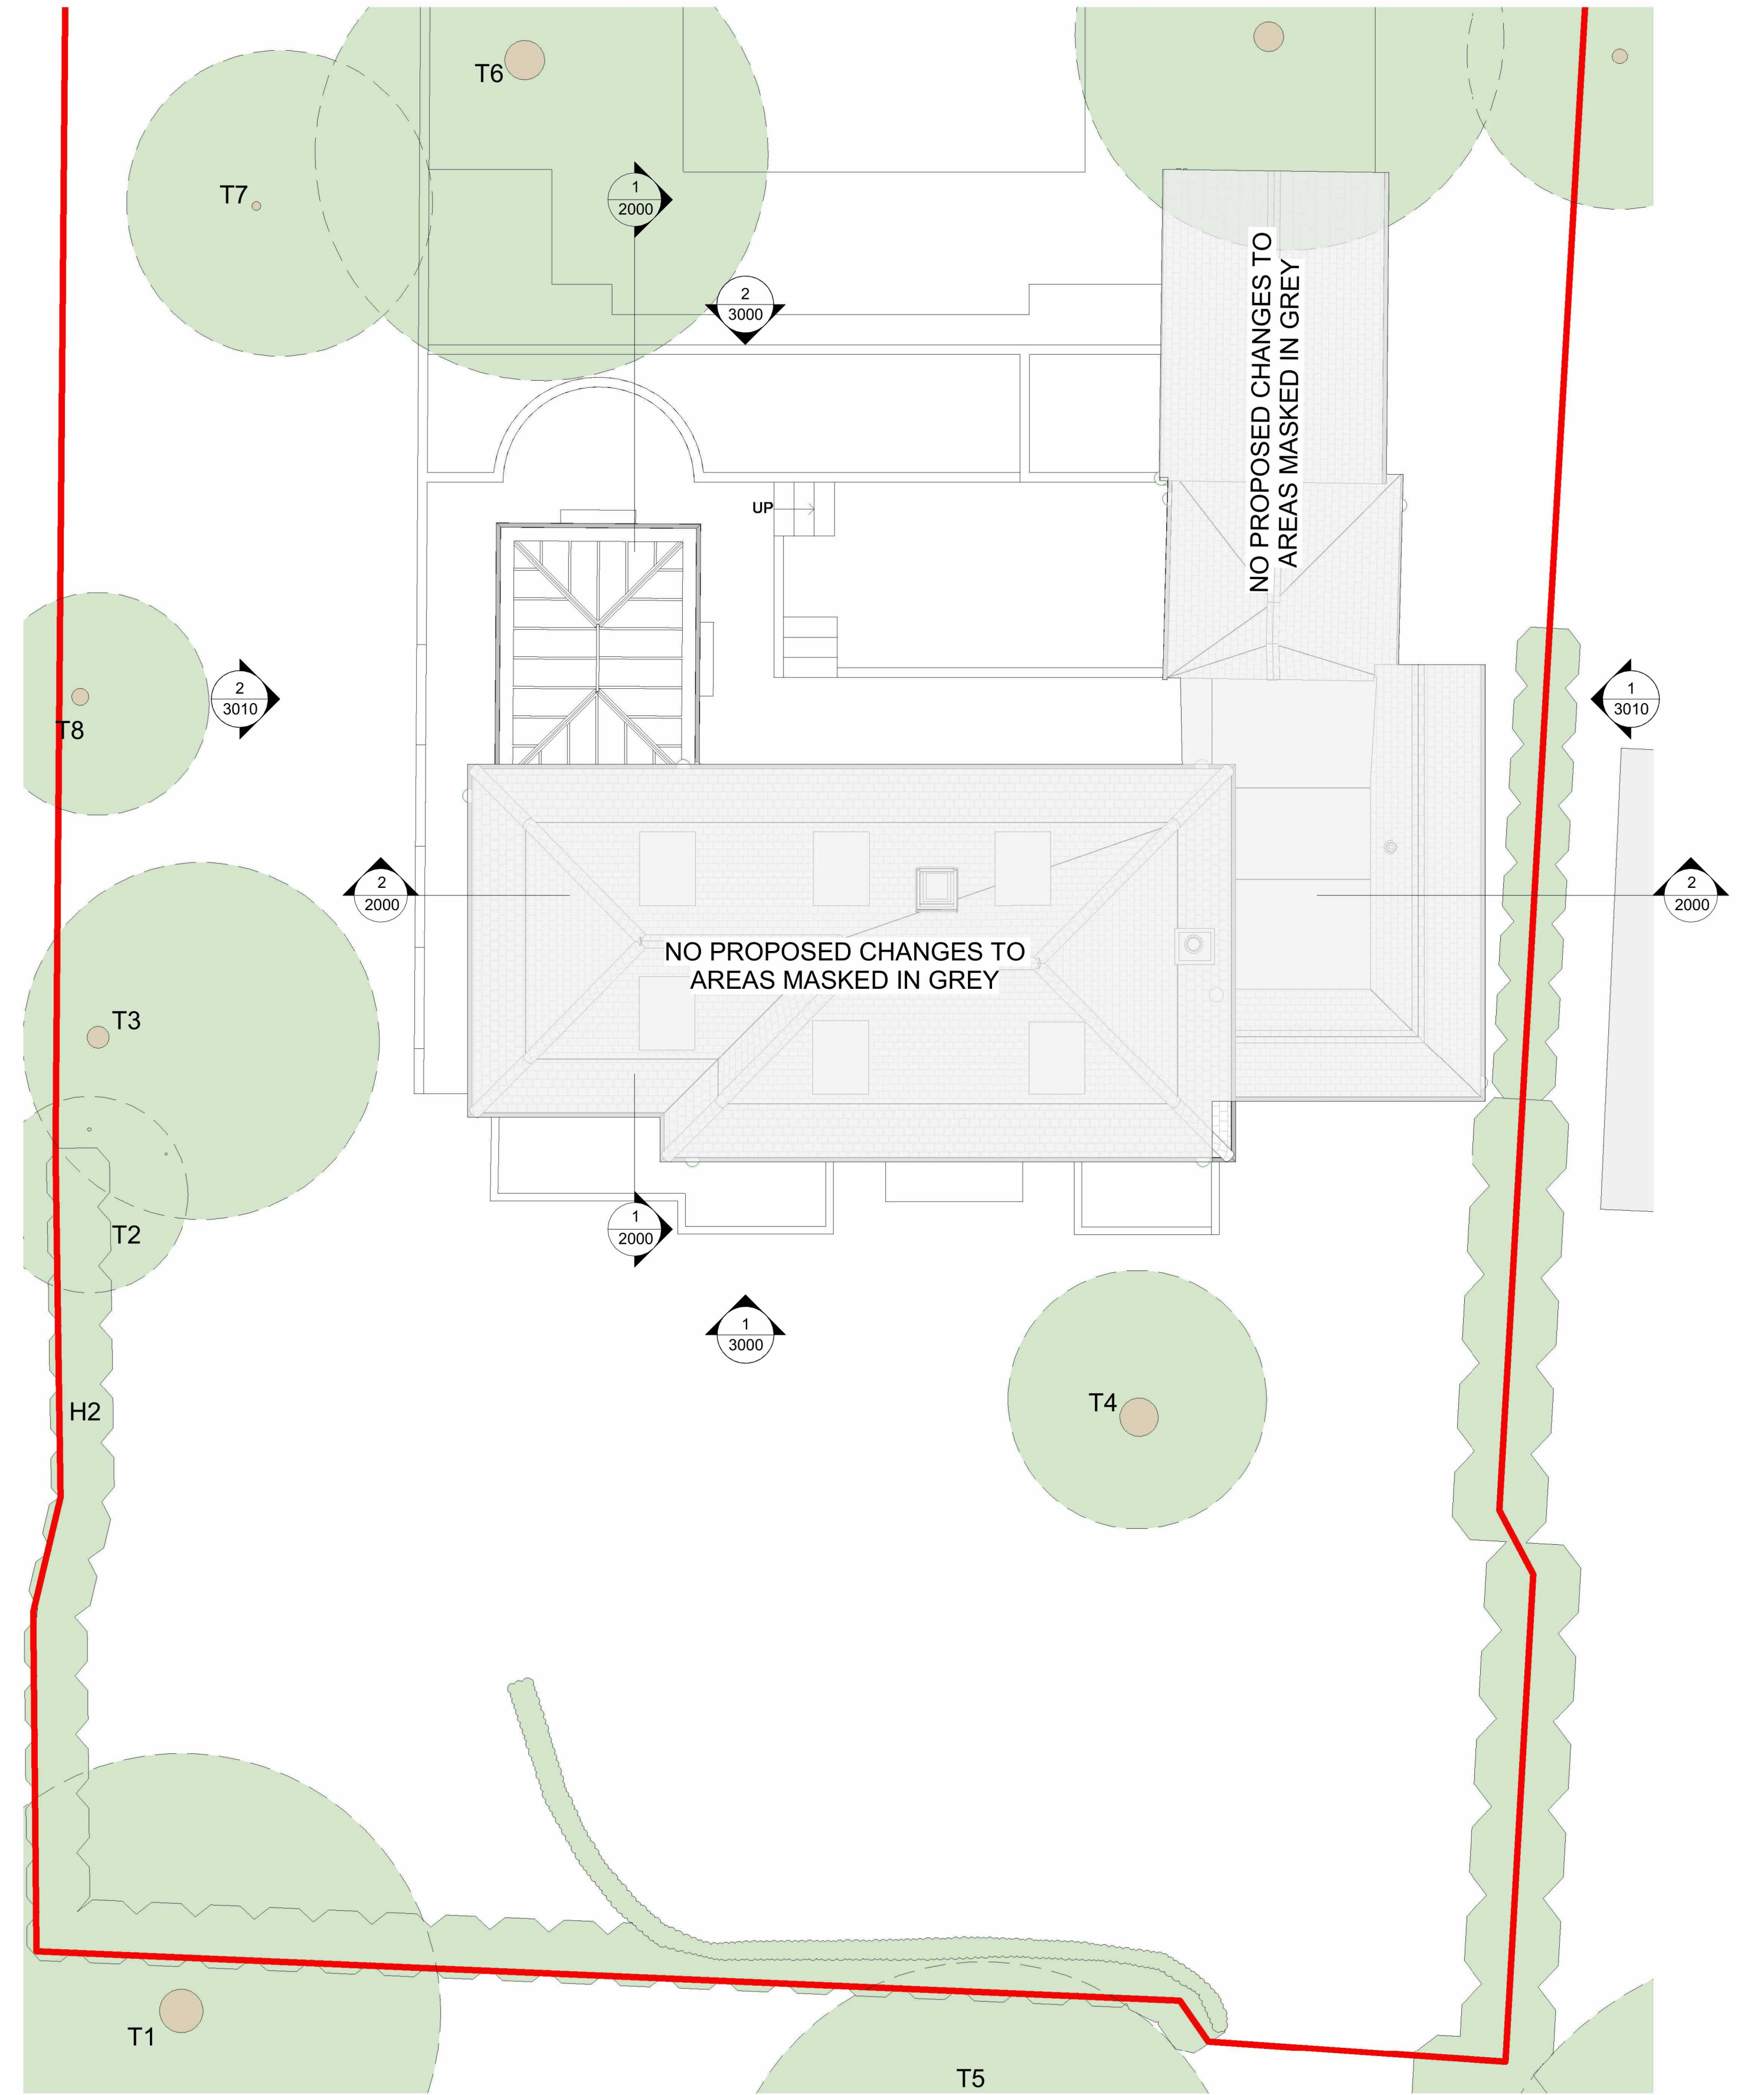 T6
T7
1
2000
2
3000
NO PROPOSED CHANGES TO
AREAS MASKED IN GREY
UP
T8
2
3010
1
3010
2
2000
2
2000
NO PROPOSED CHANGES TO
AREAS MASKED IN GREY
T3
T2
1
2000
1
3000
T4
H2
T1
T5